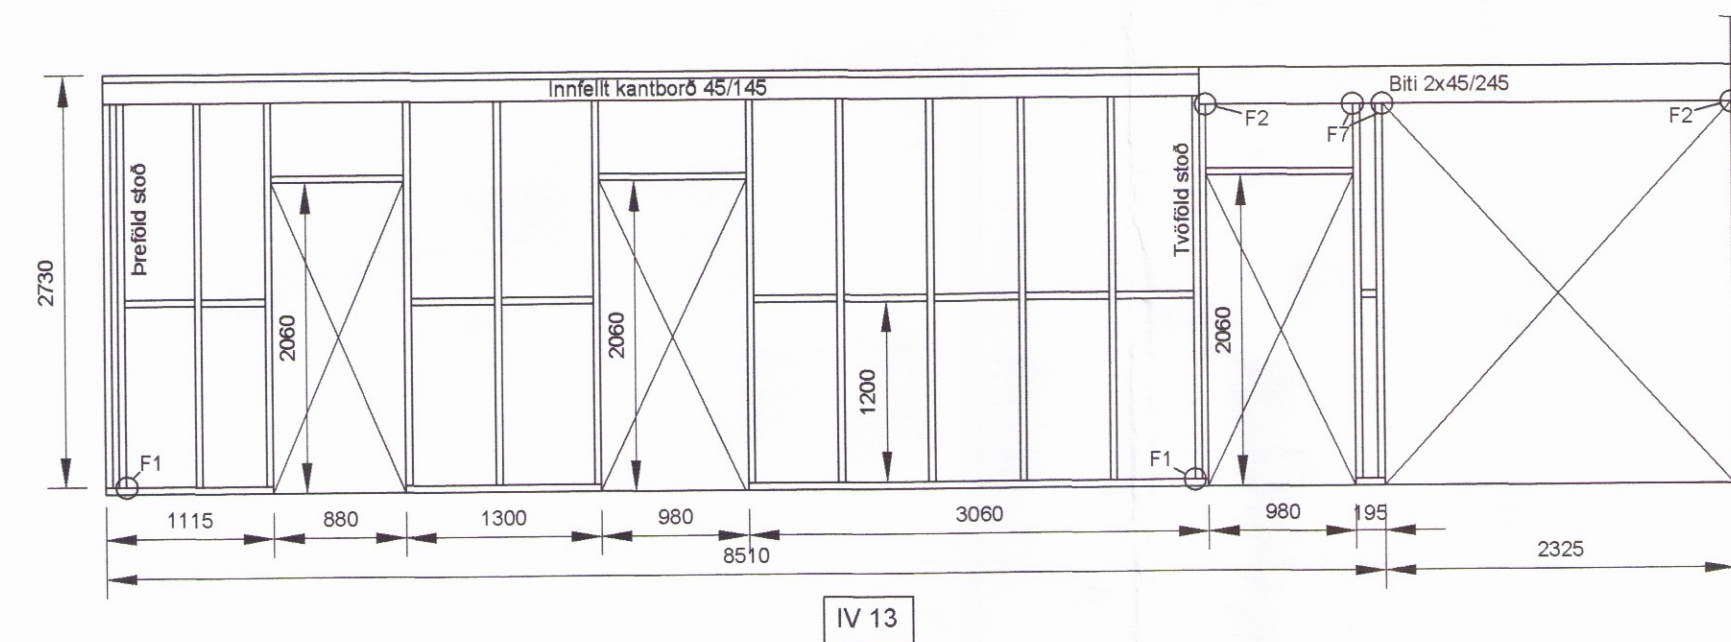 Innfellt kantborð 45/145
Biti 2x45/245
F2
F7
F2
Þreföld stoð
Tvöföld stoð
2730
2060
2060
1200
2060
F1
F1
1115
880
1300
980
3060
980
195
8510
2325
IV 13